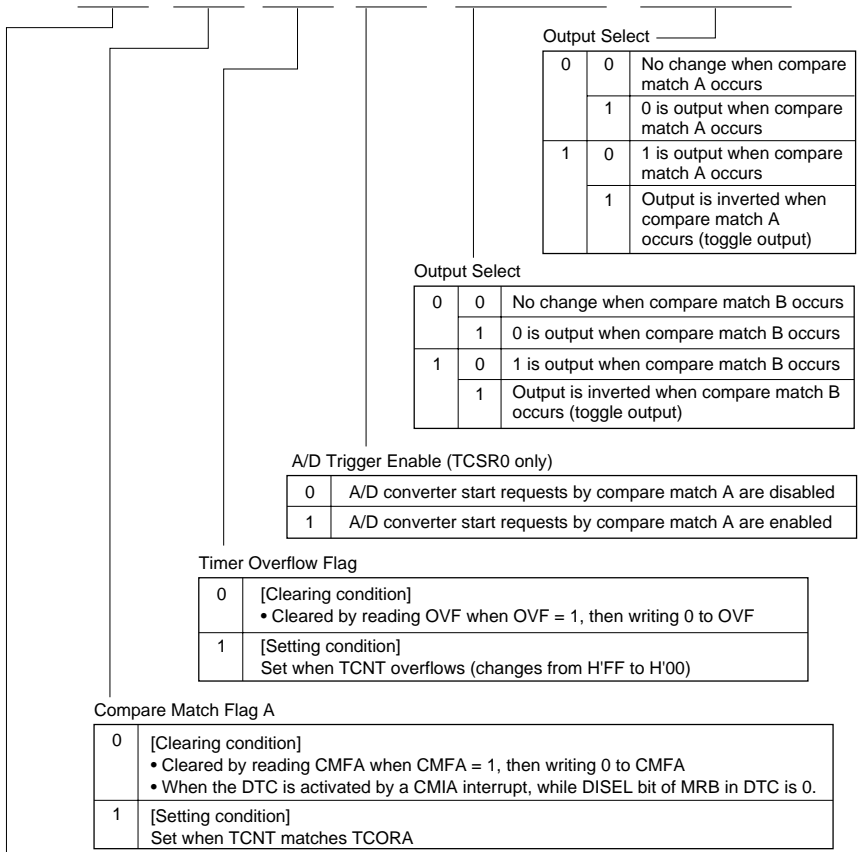 Output Select
0 0 No change when compare
match A occurs
1 0 is output when compare
match A occurs
1 0 1 is output when compare
match A occurs
1 Output is inverted when
compare match A
occurs (toggle output)
Output Select
0 0 No change when compare match B occurs
1 0 is output when compare match B occurs
1 0 1 is output when compare match B occurs
1 Output is inverted when compare match B
occurs (toggle output)
A/D Trigger Enable (TCSR0 only)
0 A/D converter start requests by compare match A are disabled
1 A/D converter start requests by compare match A are enabled
Timer Overflow Flag
0 [Clearing condition]
• Cleared by reading OVF when OVF = 1, then writing 0 to OVF
1 [Setting condition]
Set when TCNT overflows (changes from H'FF to H'00)
Compare Match Flag A
0 [Clearing condition]
• Cleared by reading CMFA when CMFA = 1, then writing 0 to CMFA
• When the DTC is activated by a CMIA interrupt, while DISEL bit of MRB in DTC is 0.
1 [Setting condition]
Set when TCNT matches TCORA